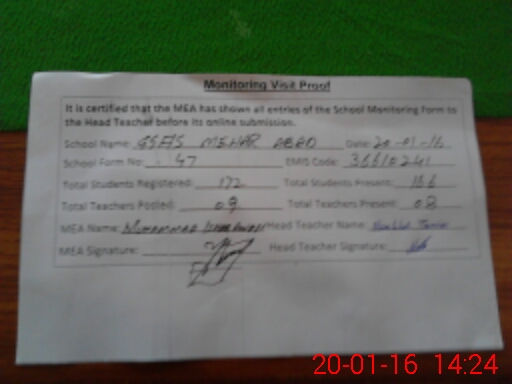 Monitoring Visit Proof
It is certified that the MEA has shown all entries of the School Monitoring Form to
the Head Teacher before its online submission.
School Name: MEHAR ABAD Date: 20-01-16
School Form No: - 47 EMIS Code: 36610241
Total Students Registered: 172 Total Students Present: 166
Total Teachers Posted: 09 Total Teachers Present: 08
MEA Name: Muhammad Head Teacher Name:
MEA Signature: Head Teacher Signature:
20-01-16 14:24